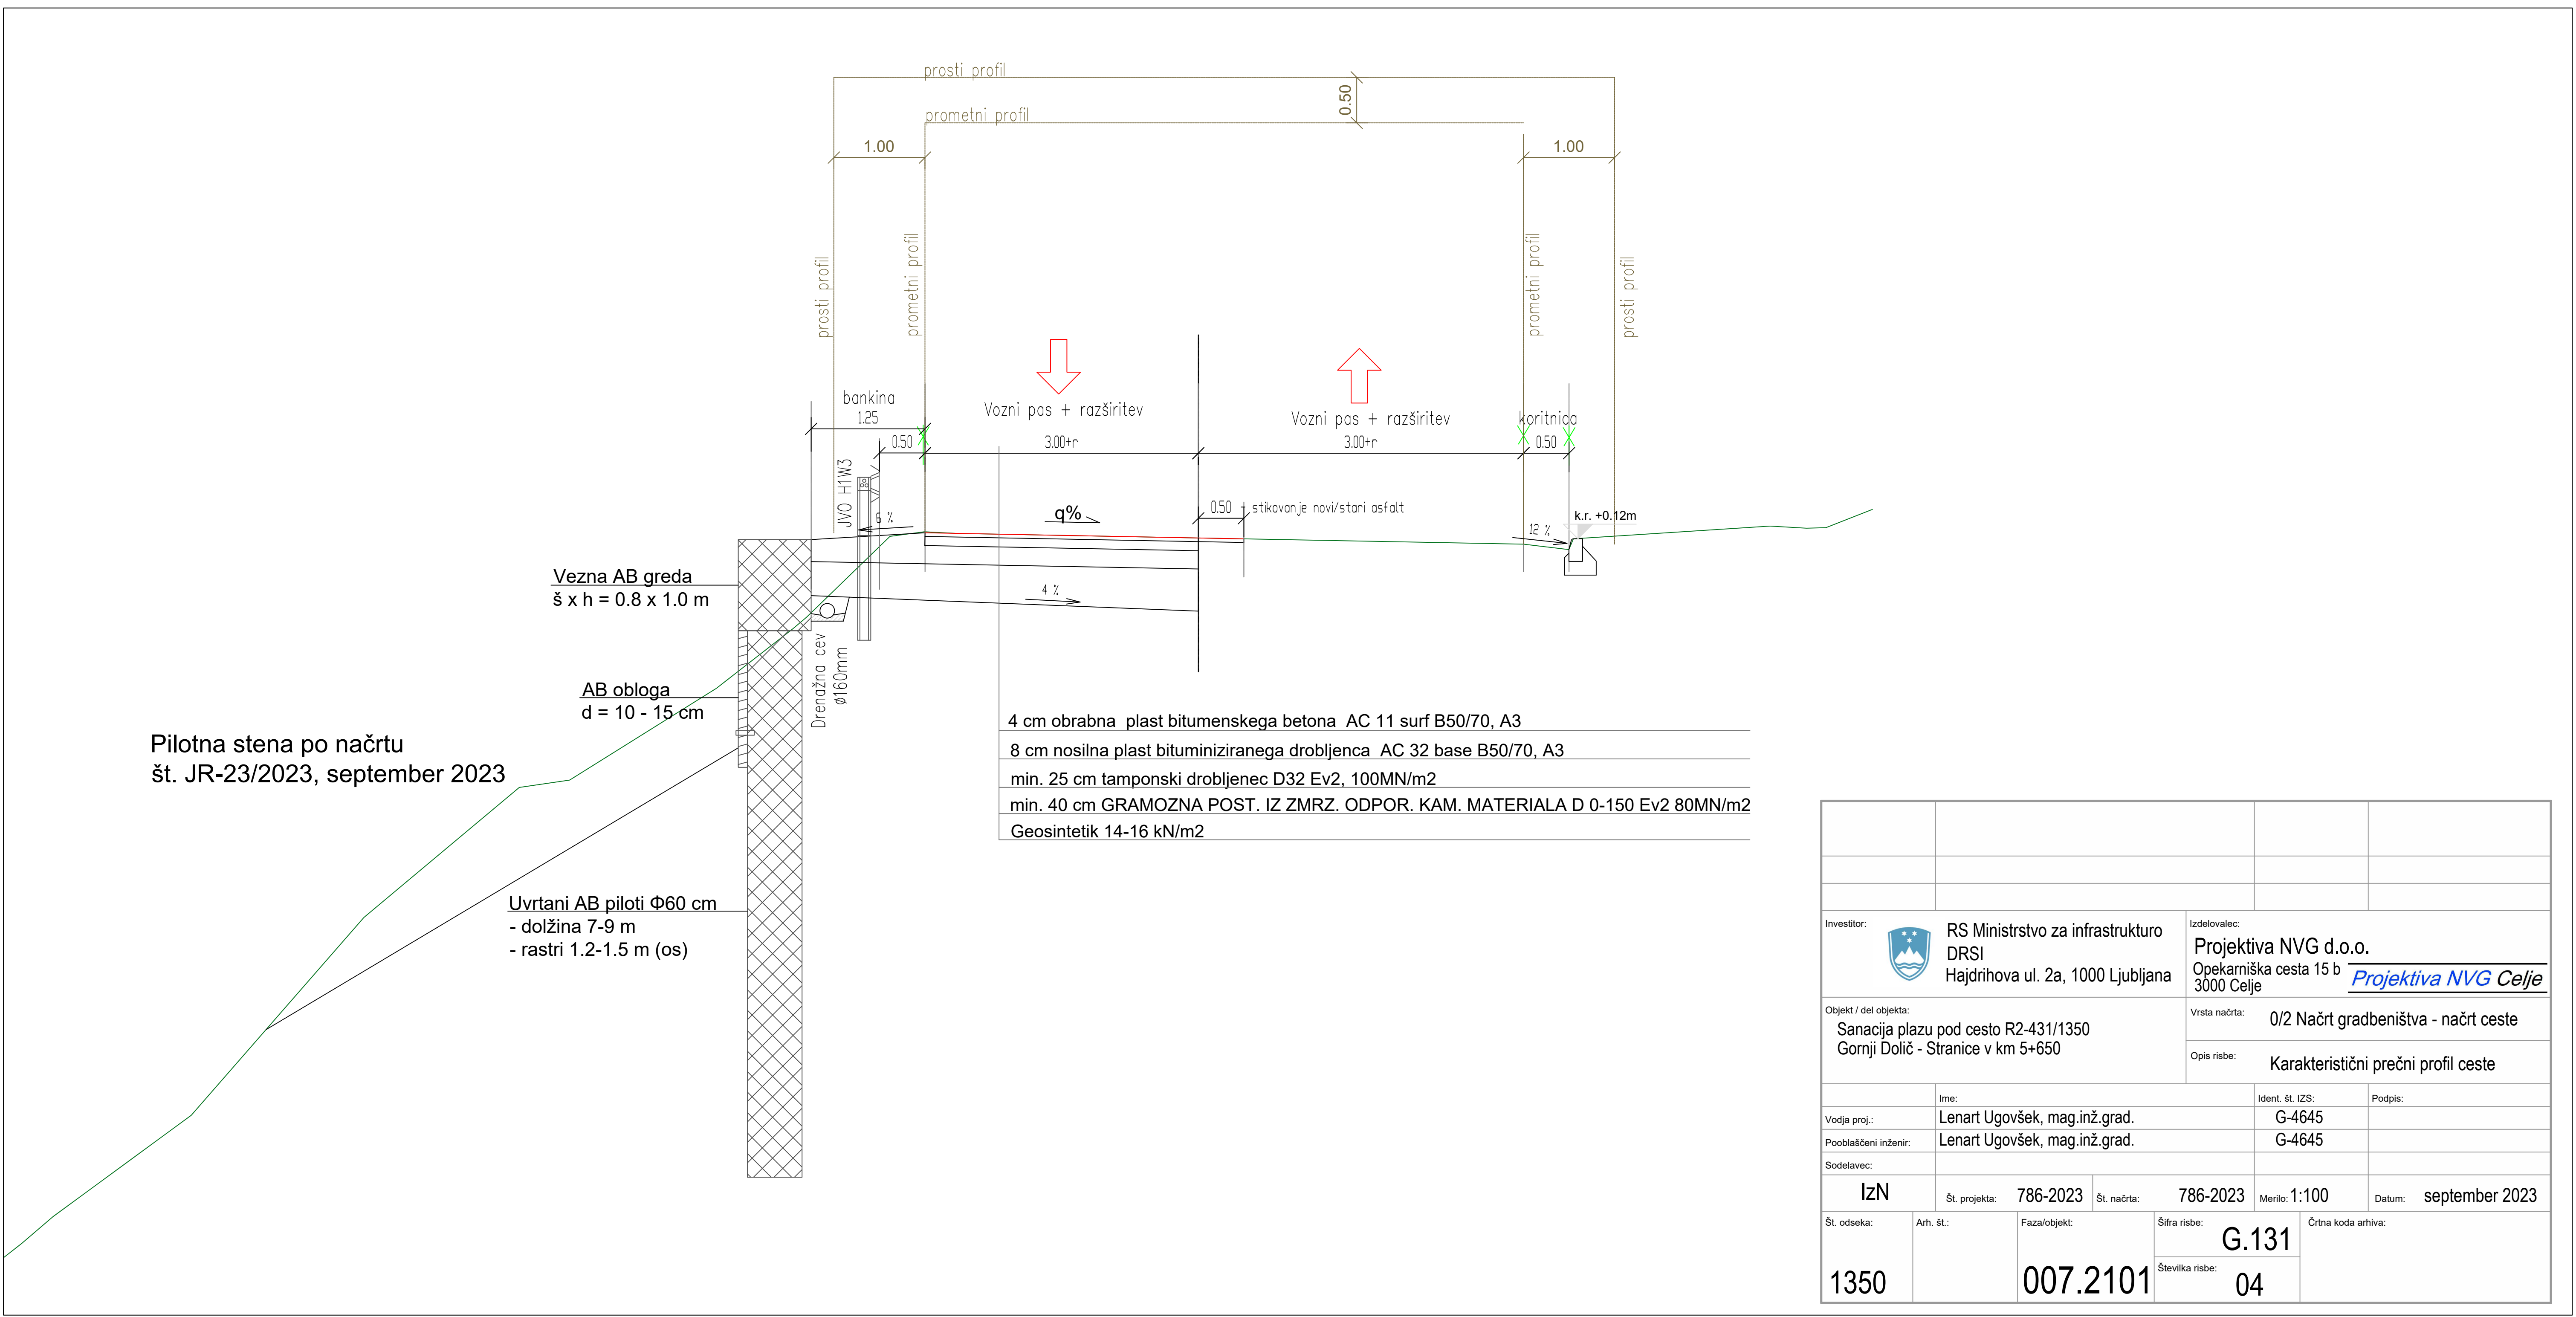 prosti profil
prometni profil
0.50
1.00
1.00
prosti profil
prometni profil
prometni profil
prosti profil
bankina
1.25
Vozni pas + razširitev
Vozni pas + razširitev
koritnica
0.50
3.00+r
3.00+r
0.50
JVO H1W3
6 %
q%
0.50
stikovanje novi/stari asfalt
12 %
k.r. +0.12m
4 %
Vezna AB greda
š x h = 0.8 x 1.0 m
Drenažna cev
ø160mm
AB obloga
d = 10 - 15 cm
Pilotna stena po načrtu
št. JR-23/2023, september 2023
4 cm obrabna plast bitumenskega betona AC 11 surf B50/70, A3
8 cm nosilna plast bituminiziranega drobljenca AC 32 base B50/70, A3
min. 25 cm tamponski drobljenec D32 Ev2, 100MN/m2
min. 40 cm GRAMOZNA POST. IZ ZMRZ. ODPOR. KAM. MATERIALA D 0-150 Ev2 80MN/m2
Geosintetik 14-16 kN/m2
Uvrtani AB piloti Φ60 cm
- dolžina 7-9 m
- rastri 1.2-1.5 m (os)
Investitor:
RS Ministrstvo za infrastrukturo
DRSI
Hajdrihova ul. 2a, 1000 Ljubljana
Izdelovalec:
Projektiva NVG d.o.o.
Opekarniška cesta 15 b
3000 Celje
Projektiva NVG Celje
Objekt / del objekta:
Sanacija plazu pod cesto R2-431/1350
Gornji Dolič - Stranice v km 5+650
Vrsta načrta:
0/2 Načrt gradbeništva - načrt ceste
Opis risbe:
Karakteristični prečni profil ceste
Ime:
Ident. št. IZS:
Podpis:
Vodja proj.:
Lenart Ugovšek, mag.inž.grad.
G-4645
Pooblaščeni inženir:
Lenart Ugovšek, mag.inž.grad.
G-4645
Sodelavec:
IzN
Št. projekta:
786-2023
Št. načrta:
786-2023
Merilo: 1:100
Datum:
september 2023
Št. odseka:
1350
Arh. št.:
Faza/objekt:
007.2101
Šifra risbe:
G.131
Številka risbe:
04
Črtna koda arhiva: